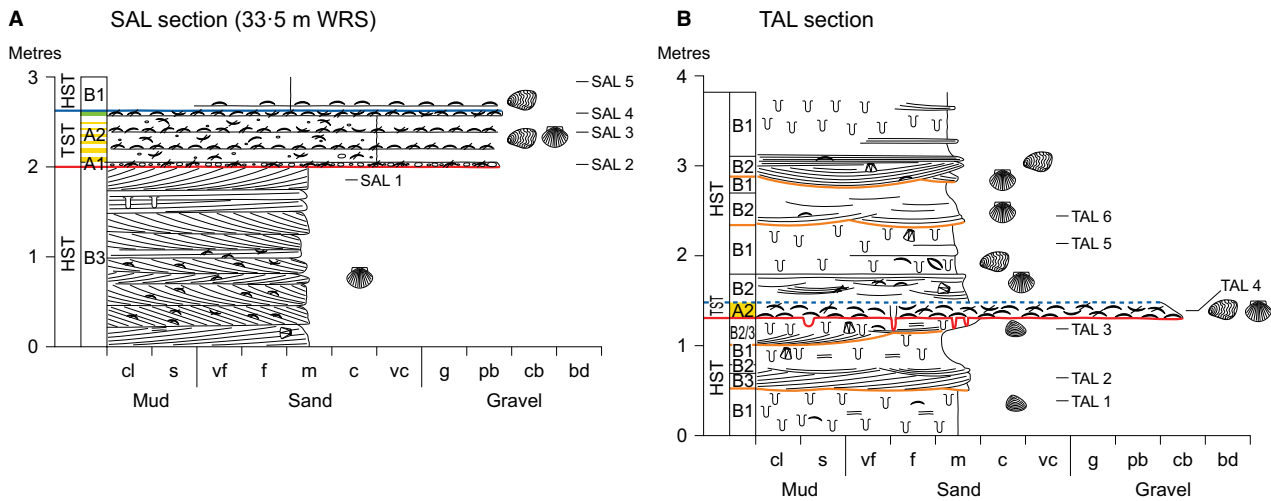 A SAL section (33·5 m WRS)
Metres
3
2
1
0
HST
TST
HST
B1
A2
A1
B3
SAL 5
SAL 4
SAL 3
SAL 2
SAL 1
cl s vf f m c vc g pb cb bd
Mud Sand Gravel
B TAL section
Metres
4
3
2
1
0
HST
TST
HST
B1
B2
B1
B2
B1
B2
A2
B2/3
B1
B2
B3
B1
TAL 6
TAL 5
TAL 4
TAL 3
TAL 2
TAL 1
cl s vf f m c vc g pb cb bd
Mud Sand Gravel